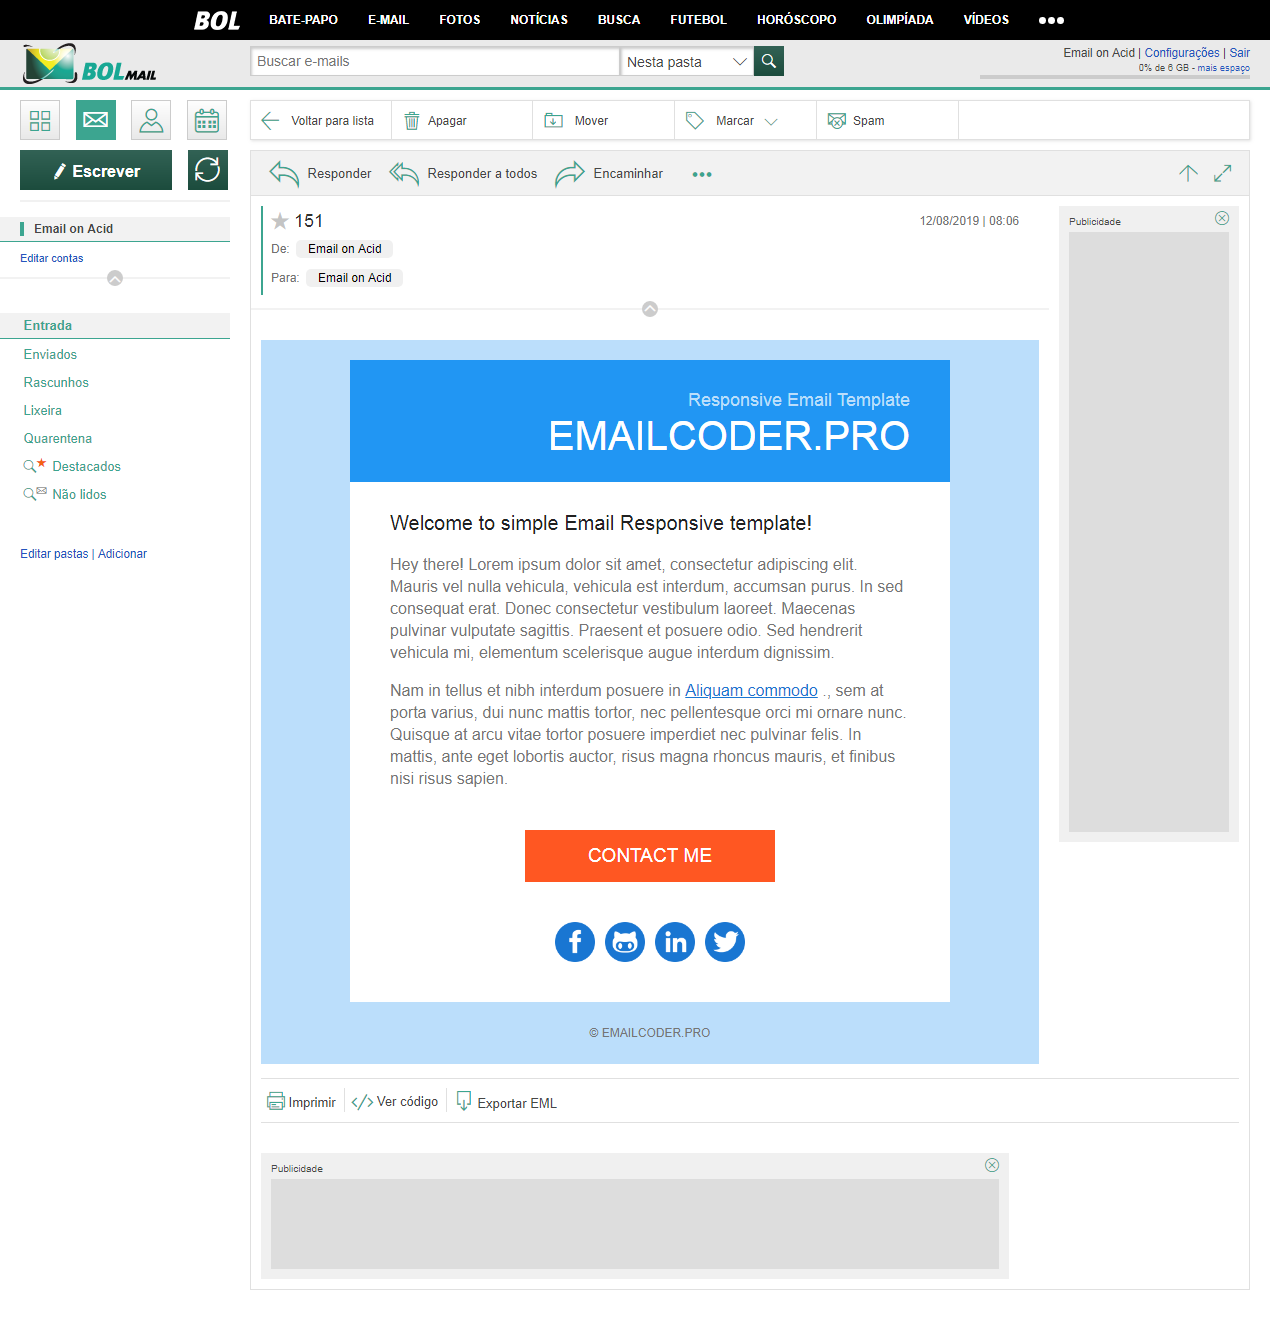 BOL BATE-PAPO E-MAIL FOTOS NOTÍCIAS BUSCA FUTEBOL HORÓSCOPO OLIMPÍADA VÍDEOS
BOL MAIL
Buscar e-mails
Nesta pasta
Email on Acid | Configurações | Sair
0% de 6 GB - mais espaço
Voltar para lista
Apagar
Mover
Marcar
Spam
Escrever
Responder
Responder a todos
Encaminhar
Email on Acid
Editar contas
Entrada
Enviados
Rascunhos
Lixeira
Quarentena
Destacados
Não lidos
Editar pastas | Adicionar
151
12/08/2019 | 08:06
De: Email on Acid
Para: Email on Acid
Publicidade
Responsive Email Template
EMAILCODER.PRO
Welcome to simple Email Responsive template!
Hey there! Lorem ipsum dolor sit amet, consectetur adipiscing elit.
Mauris vel nulla vehicula, vehicula est interdum, accumsan purus. In sed
consequat erat. Donec consectetur vestibulum laoreet. Maecenas
pulvinar vulputate sagittis. Praesent et posuere odio. Sed hendrerit
vehicula mi, elementum scelerisque augue interdum dignissim.
Nam in tellus et nibh interdum posuere in Aliquam commodo ., sem at
porta varius, dui nunc mattis tortor, nec pellentesque orci mi ornare nunc.
Quisque at arcu vitae tortor posuere imperdiet nec pulvinar felis. In
mattis, ante eget lobortis auctor, risus magna rhoncus mauris, et finibus
nisi risus sapien.
CONTACT ME
© EMAILCODER.PRO
Imprimir
Ver código
Exportar EML
Publicidade